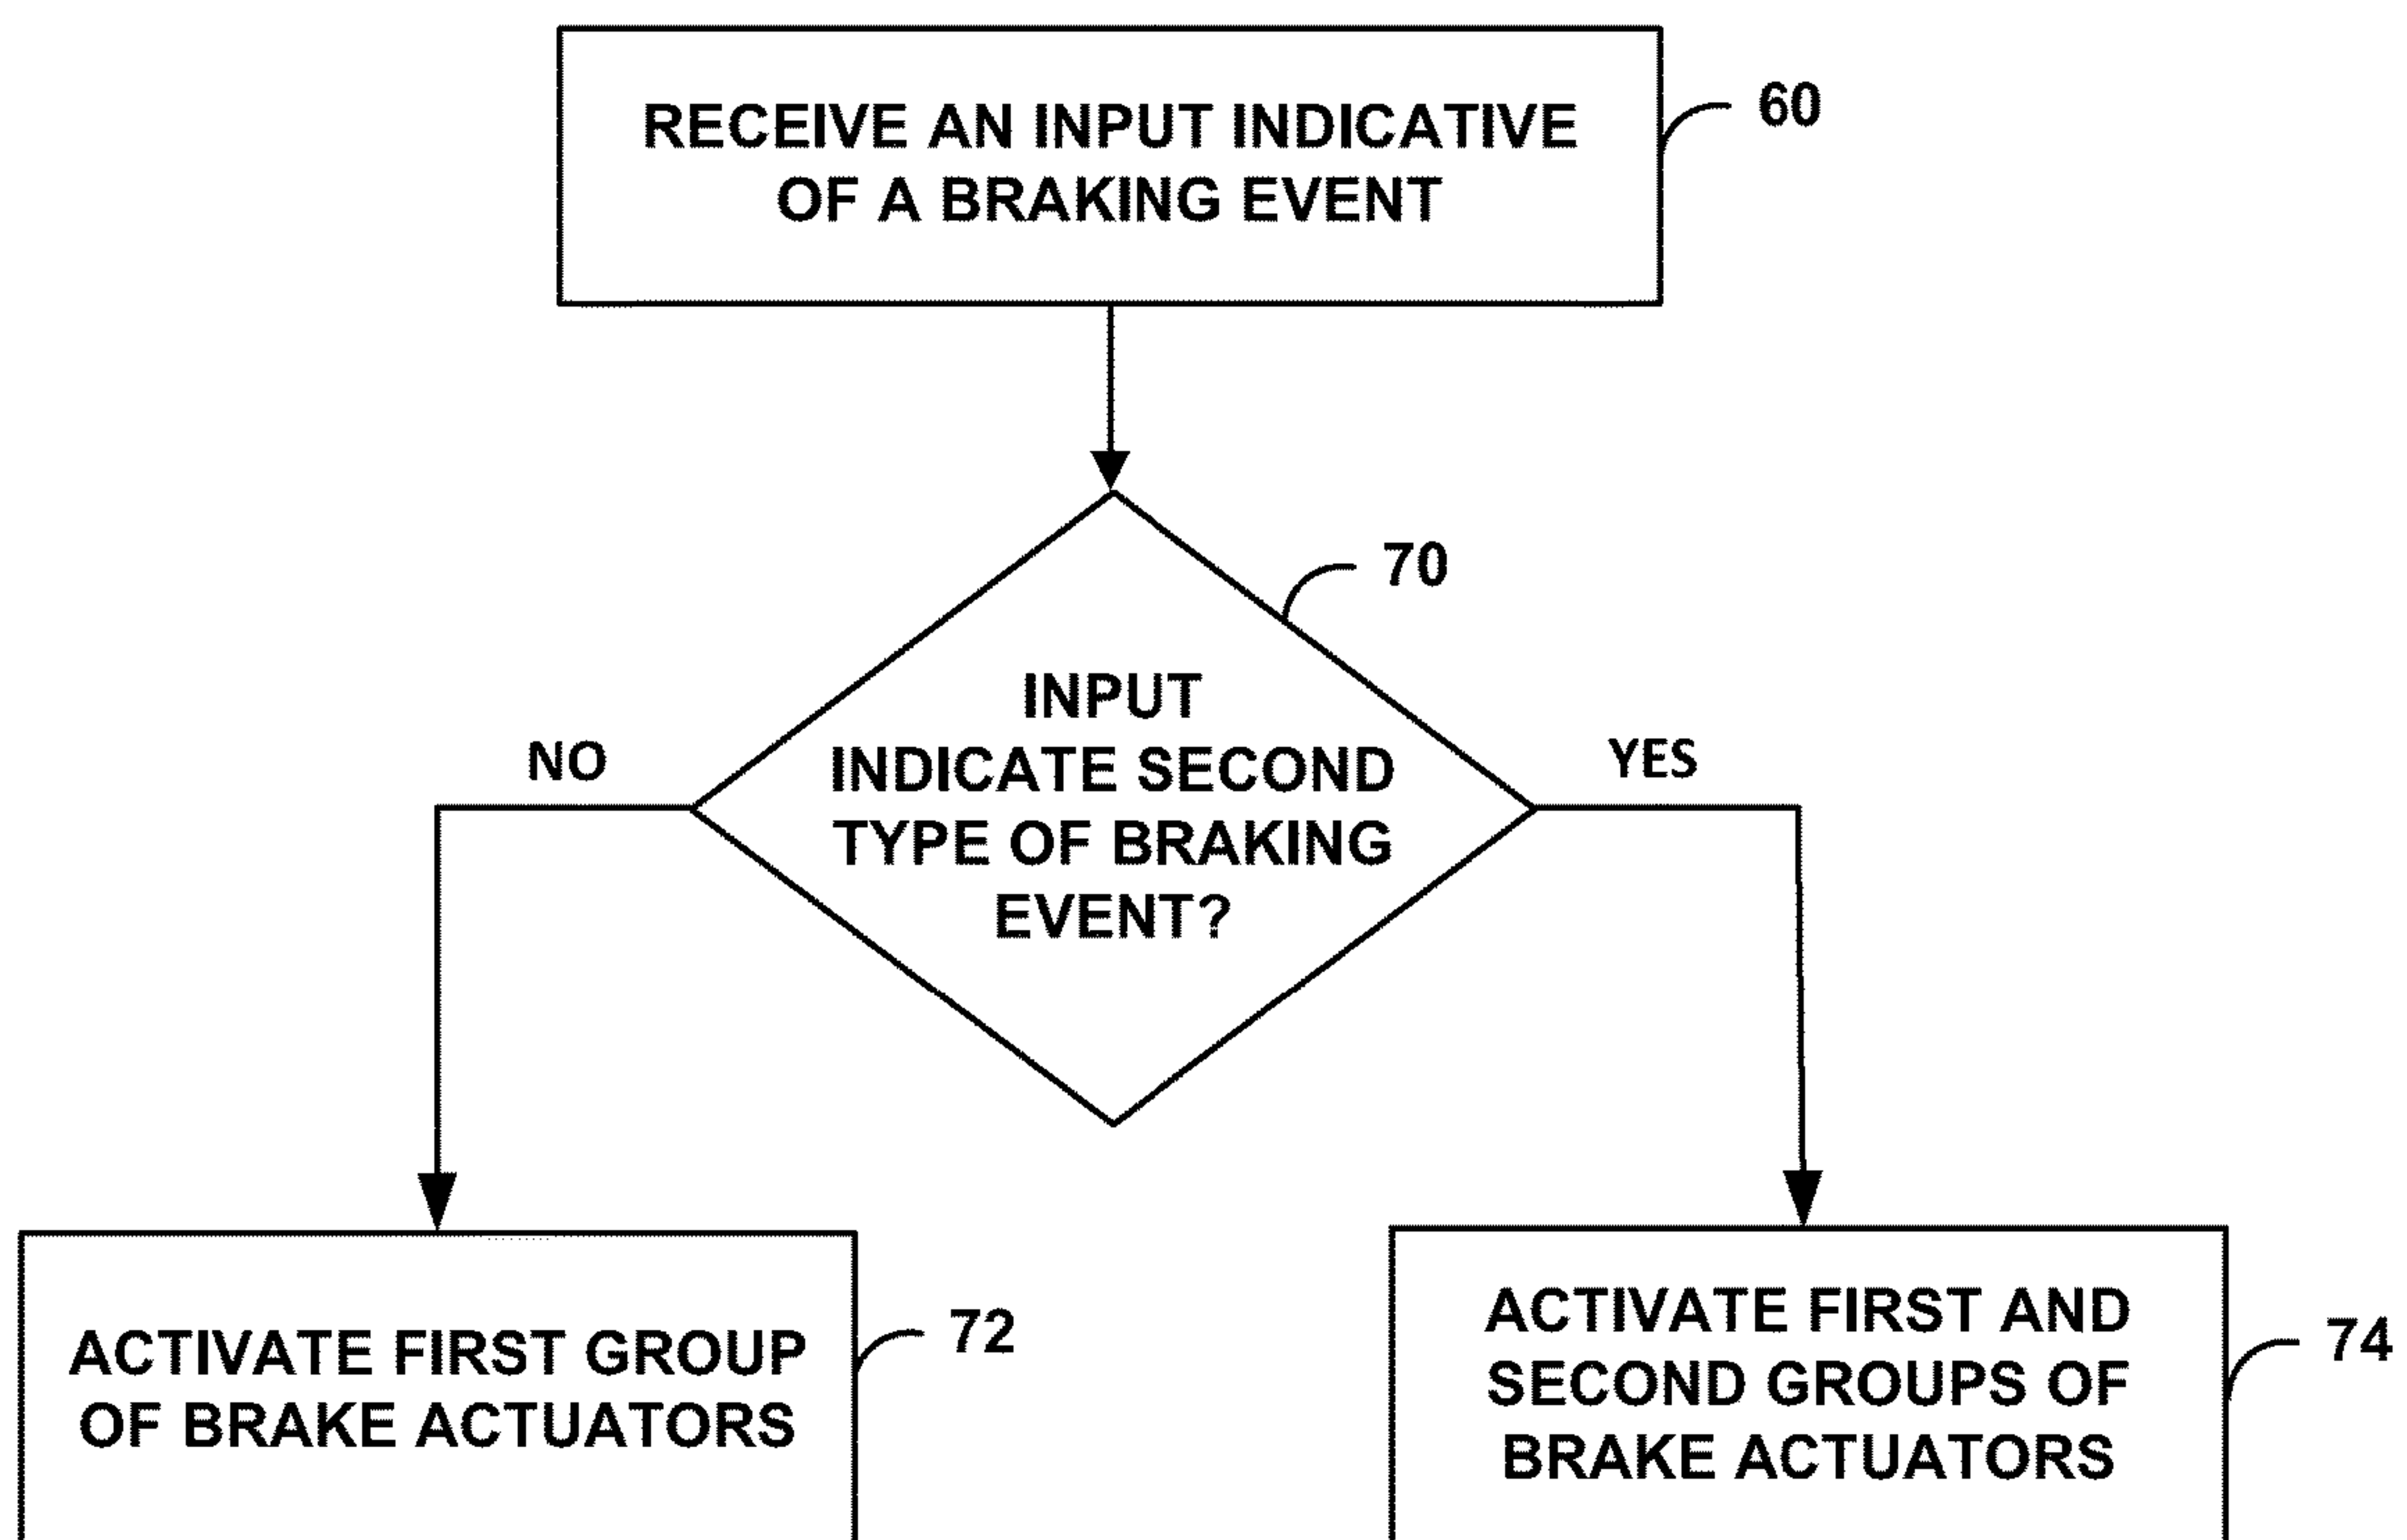 RECEIVE AN INPUT INDICATIVE
OF A BRAKING EVENT
60
70
INPUT
INDICATE SECOND
TYPE OF BRAKING
EVENT?
NO
YES
ACTIVATE FIRST GROUP
OF BRAKE ACTUATORS
72
ACTIVATE FIRST AND
SECOND GROUPS OF
BRAKE ACTUATORS
74